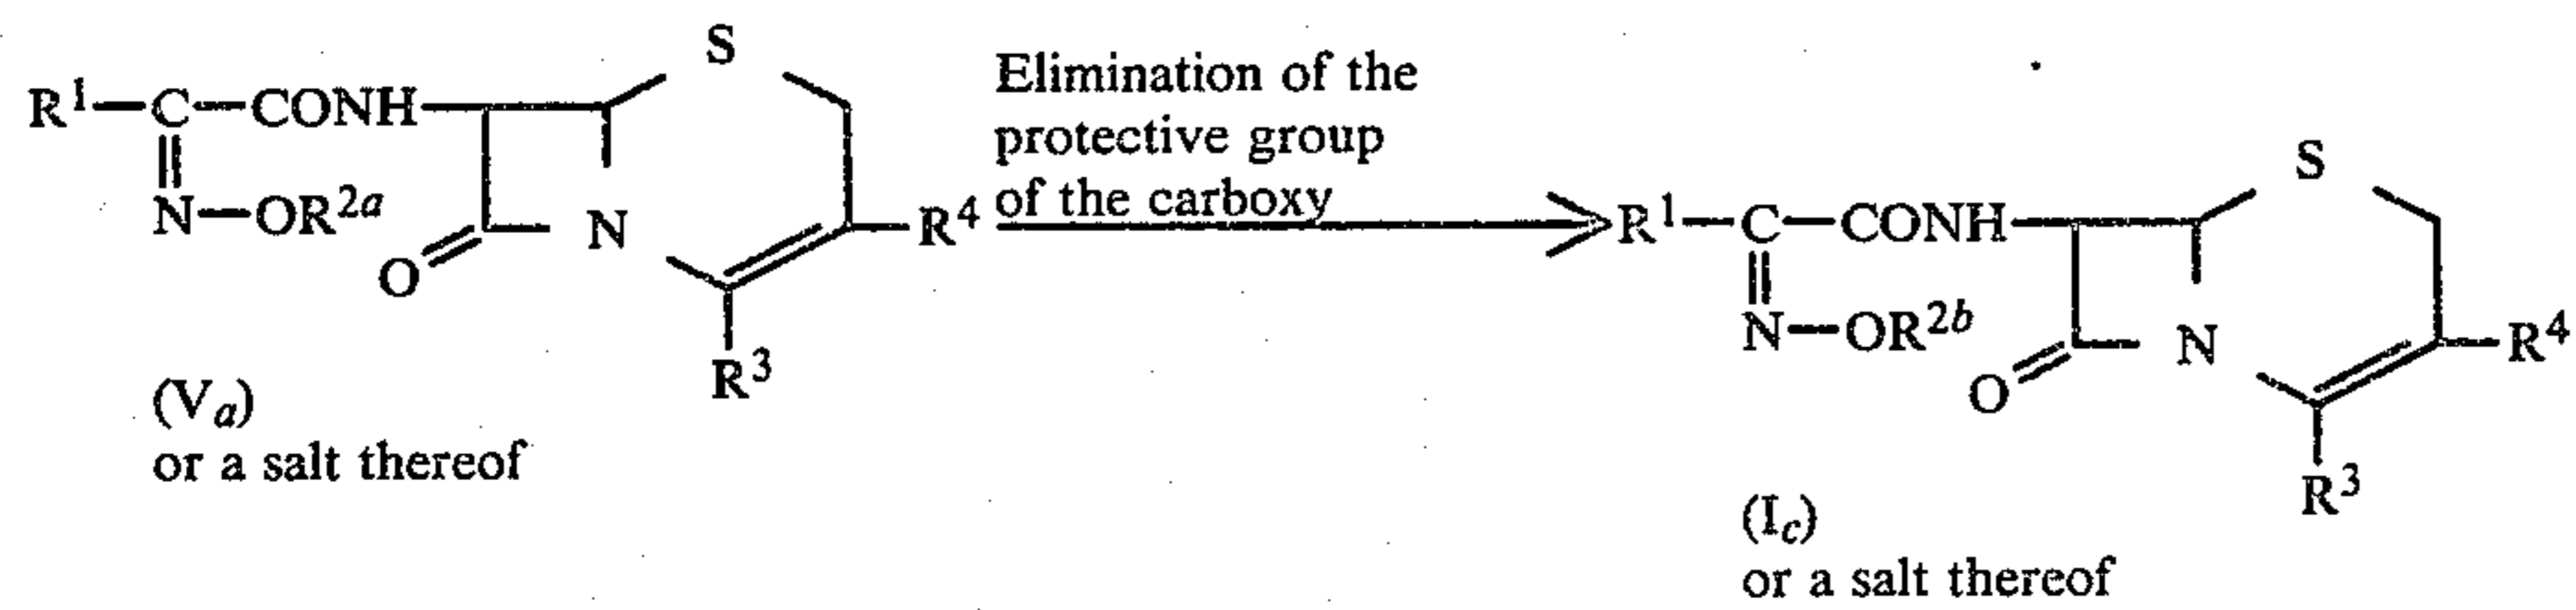 S
R¹—C—CONH
N—OR²ᵃ
O
N
R⁴
R³
(Vₐ)
or a salt thereof
Elimination of the
protective group
of the carboxy
S
R¹—C—CONH
N—OR²ᵇ
O
N
R⁴
R³
(I_c)
or a salt thereof